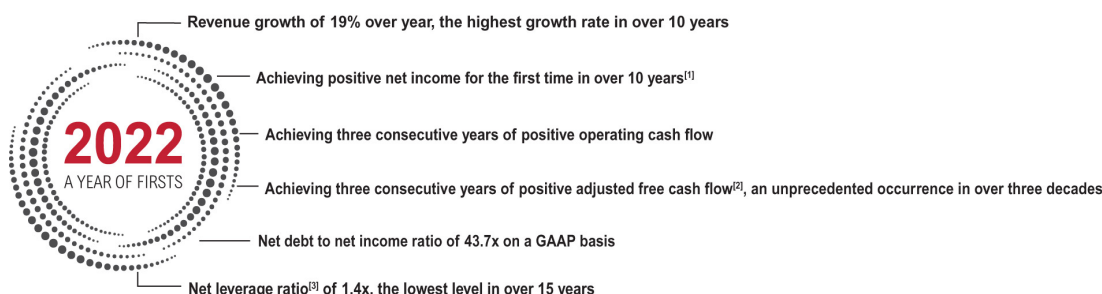 Revenue growth of 19% over year, the highest growth rate in over 10 years
Achieving positive net income for the first time in over 10 years[1]
2022
A YEAR OF FIRSTS
Achieving three consecutive years of positive operating cash flow
Achieving three consecutive years of positive adjusted free cash flow[2], an unprecedented occurrence in over three decades
Net debt to net income ratio of 43.7x on a GAAP basis
Net leverage ratio[3] of 1.4x, the lowest level in over 15 years